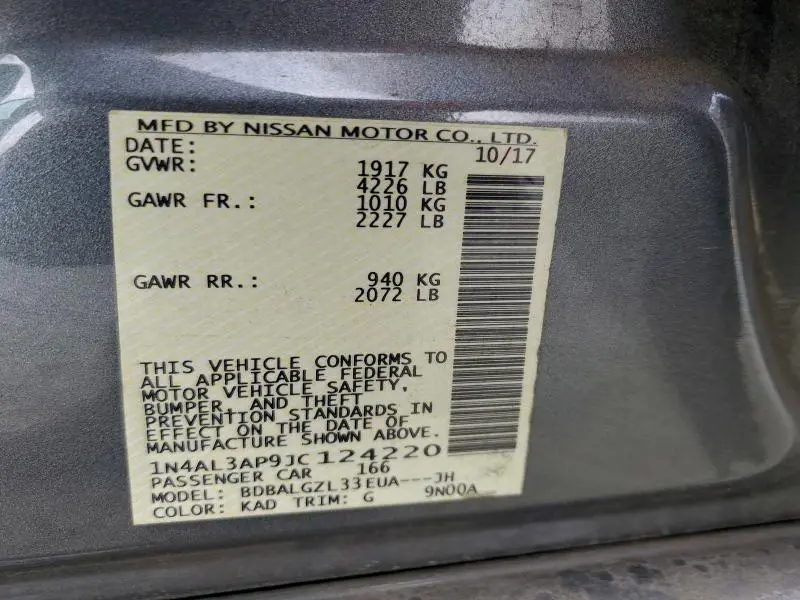 MFD BY NISSAN MOTOR CO., LTD.
DATE: 10/17
GVWR: 1917 KG
4226 LB
GAWR FR.: 1010 KG
2227 LB
GAWR RR.: 940 KG
2072 LB
THIS VEHICLE CONFORMS TO
ALL APPLICABLE FEDERAL
MOTOR VEHICLE SAFETY,
BUMPER, AND THEFT
PREVENTION STANDARDS IN
EFFECT ON THE DATE OF
MANUFACTURE SHOWN ABOVE.
1N4AL3AP9JC124220
PASSENGER CAR 166
MODEL: BDBALGZL33EUA---JH
COLOR: KAD TRIM: G 9N00A